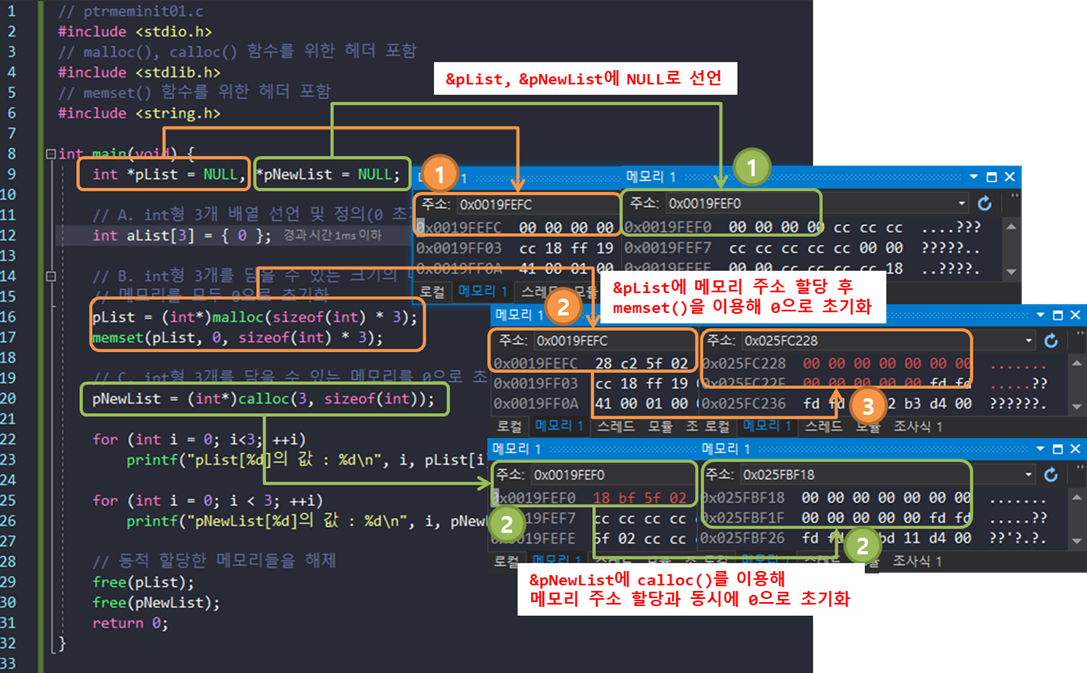 1 // ptrmeminit01.c
2 #include <stdio.h>
3 // malloc(), calloc() 함수를 위한 헤더 포함
4 #include <stdlib.h>
5 // memset() 함수를 위한 헤더 포함
6 #include <string.h>
7
8 int main(void) {
9 int *pList = NULL, *pNewList = NULL;
10
11 // A. int형 3개 배열 선언 및 정의(0 초
12 int aList[3] = { 0 }; 경과 시간 1ms 이하
13
14 // B. int형 3개를 담을 수 있는 크기의
15 // 메모리를 모두 0으로 초기화
16 pList = (int*)malloc(sizeof(int) * 3);
17 memset(pList, 0, sizeof(int) * 3);
18
19 // C. int형 3개를 담을 수 있는 메모리를 0으로 초
20 pNewList = (int*)calloc(3, sizeof(int));
21
22 for (int i = 0; i<3; ++i)
23 printf("pList[%d]의 값 : %d\n", i, pList[i
24
25 for (int i = 0; i < 3; ++i)
26 printf("pNewList[%d]의 값 : %d\n", i, pNew
27
28 // 동적 할당한 메모리들을 해제
29 free(pList);
30 free(pNewList);
31 return 0;
32 }
33
&pList, &pNewList에 NULL로 선언
1
1
1 메모리 1
주소: 0x0019FEFC 주소: 0x0019FEF0
0x0019FEFC 00 00 00 00 0x0019FEF0 00 00 00 00 cc cc cc ....???
0x0019FF03 cc 18 ff 19 0x0019FEF7 cc cc cc cc cc 00 00 ?????..
0x0019FF0A 41 00 01 00 00 00 cc cc cc cc 18 ..????.
로컬 메모리 1 스레드 모듈
&pList에 메모리 주소 할당 후
memset()을 이용해 0으로 초기화
2
메모리 1
주소: 0x0019FEFC 주소: 0x025FC228
0x0019FEFC 28 c2 5f 02 0x025FC228 00 00 00 00 00 00 00 .......
0x0019FF03 cc 18 ff 19 0x025FC22F 00 00 00 00 00 fd fd .....??
0x0019FF0A 41 00 01 00 0x025FC236 fd fd 2 b3 d4 00 ??????.
3
로컬 메모리 1 스레드 모듈 조 로컬 메모리 1 스레드 모듈 조사식 1
메모리 1 메모리 1
주소: 0x0019FEF0 주소: 0x025FBF18
0x0019FEF0 18 bf 5f 02 0x025FBF18 00 00 00 00 00 00 00 .......
0x0019FEF7 cc cc cc cc 0x025FBF1F 00 00 00 00 00 fd fd .....??
0x0019FEFE 5f 02 cc cc 0x025FBF26 fd bd 11 d4 00 ??'?.?.
2
2
로컬 메모리 1 스레드 모듈 메모리 1 스레드 모듈 조사식 1
&pNewList에 calloc()를 이용해
메모리 주소 할당과 동시에 0으로 초기화